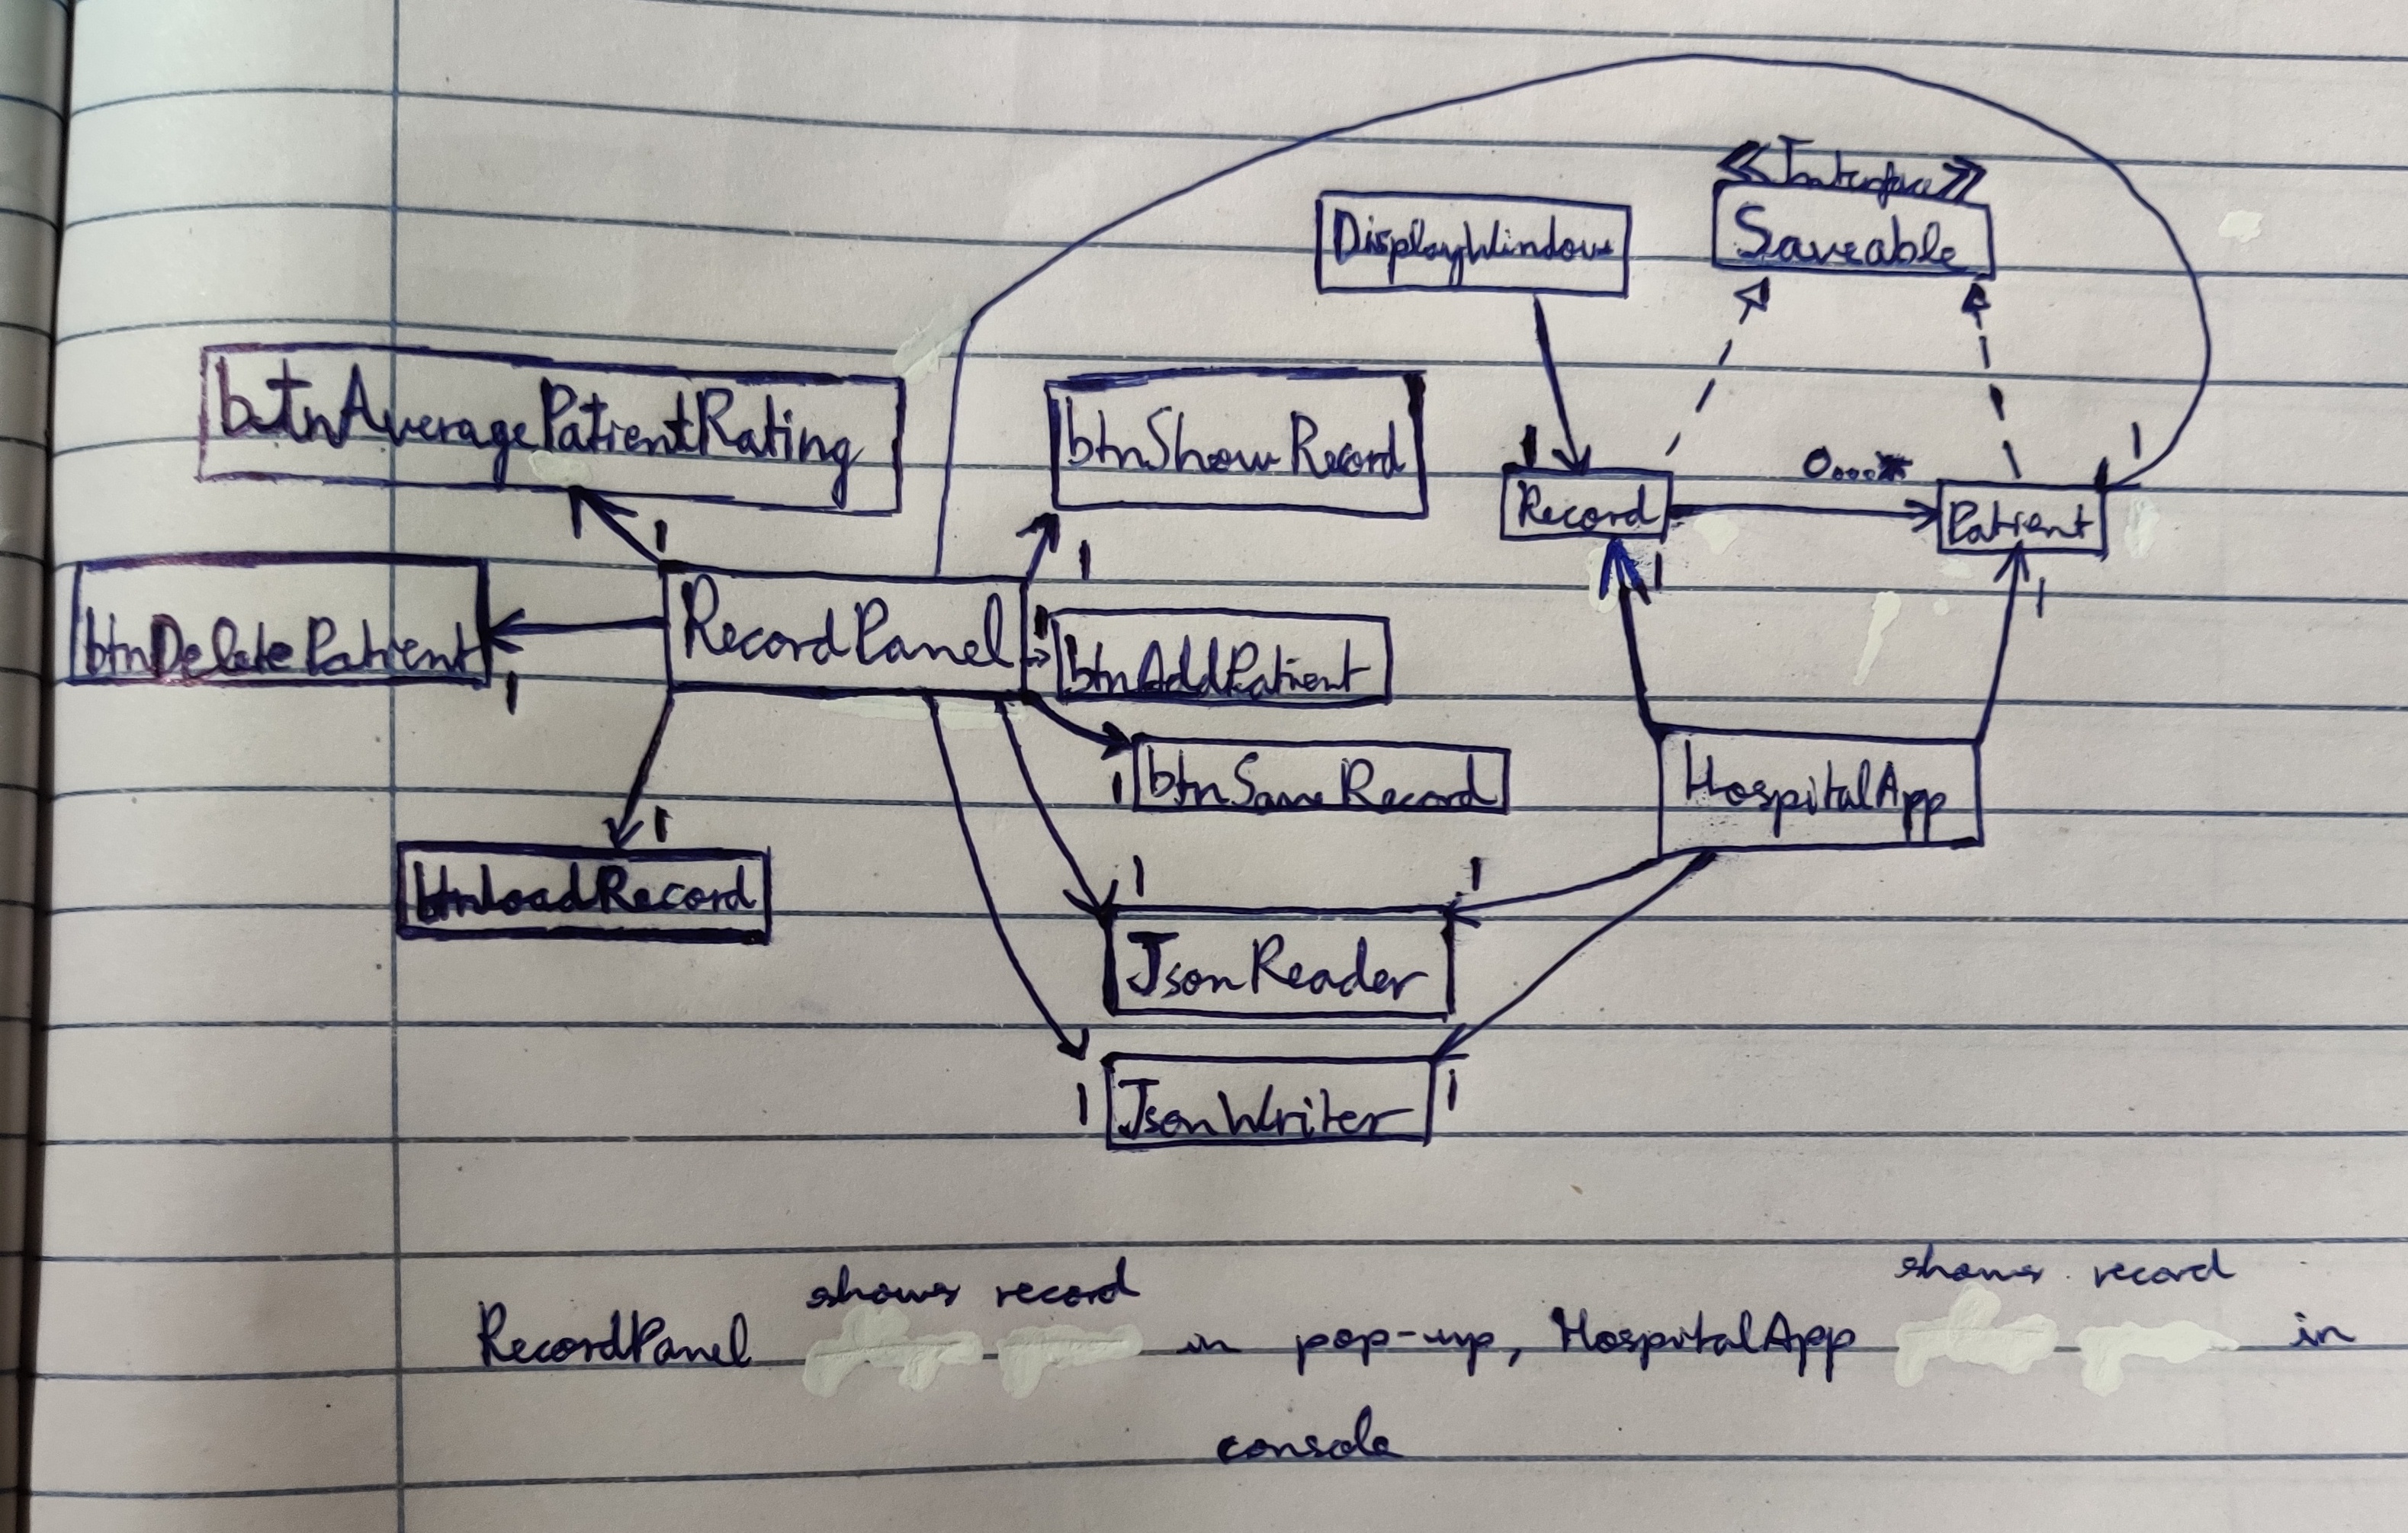 <<Interface>>
DisplayWindow
Saveable
btnAveragePatientRating
btnShowRecord
1
0...*
1
Record
Patient
1
1
1
1
RecordPanel
1
btnDeletePatient
1
btnAddPatient
1
btnSaveRecord
HospitalApp
1
btnLoadRecord
1
1
JsonReader
1
JsonWriter
1
RecordPanel shows record in pop-up, HospitalApp shows record in
console